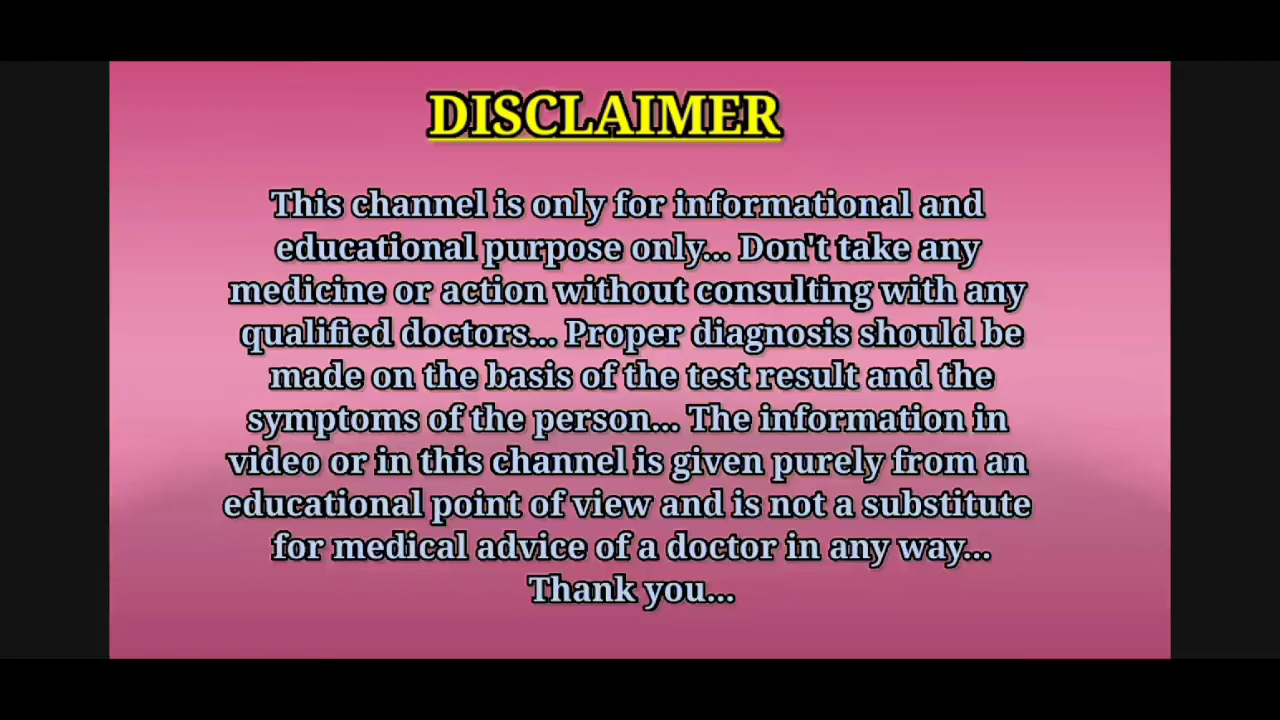 DISCLAIMER
This channel is only for informational and
educational purpose only... Don't take any
medicine or action without consulting with any
qualified doctors... Proper diagnosis should be
made on the basis of the test result and the
symptoms of the person... The information in
video or in this channel is given purely from an
educational point of view and is not a substitute
for medical advice of a doctor in any way...
Thank you...